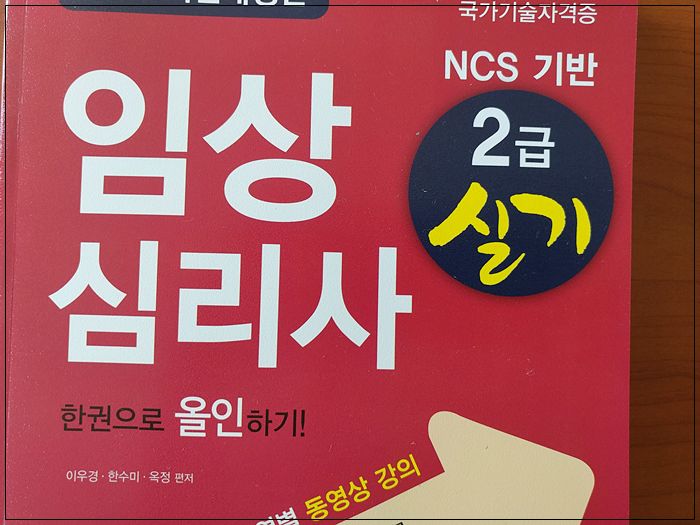 국가기술자격증
NCS 기반
2급
실기
임상
심리사
한권으로 올인하기!
이우경 · 한수미 · 옥정 편저
동영상 강의